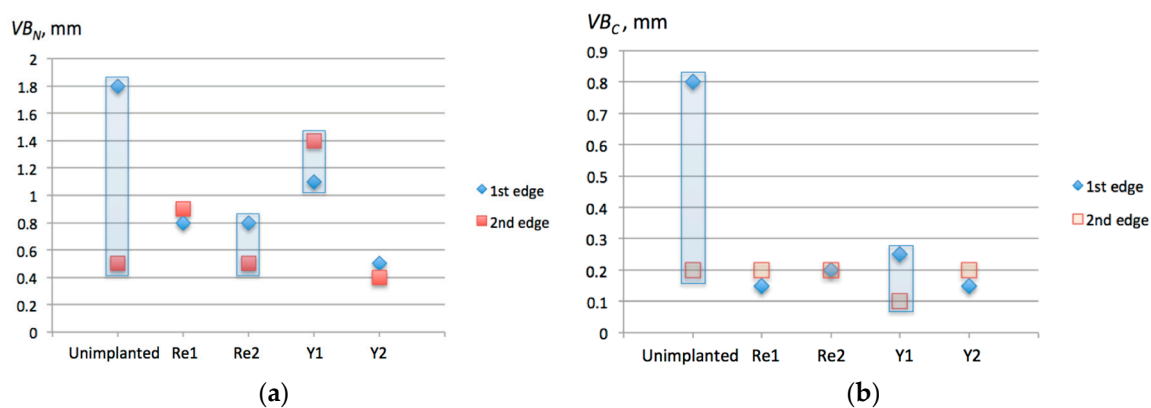 VB_N, mm
2
1.8
1.6
1.4
1.2
1
0.8
0.6
0.4
0.2
0
Unimplanted Re1 Re2 Y1 Y2
1st edge
2nd edge
(a)
VB_C, mm
0.9
0.8
0.7
0.6
0.5
0.4
0.3
0.2
0.1
0
Unimplanted Re1 Re2 Y1 Y2
1st edge
2nd edge
(b)